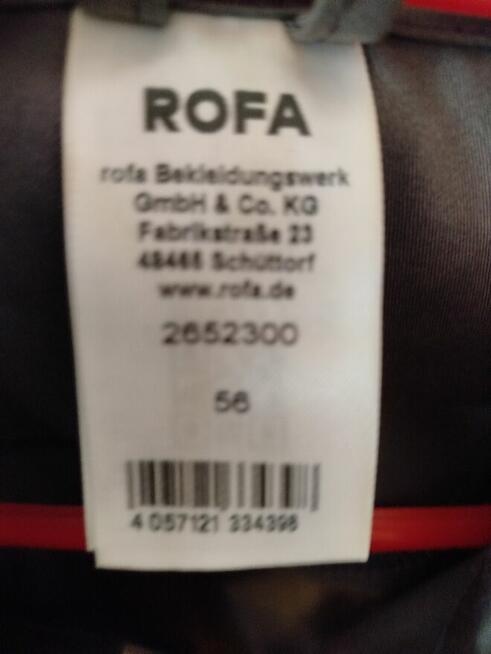 ROFA
rofa Bekleidungswerk
GmbH & Co. KG
Fabrikstraße 23
48465 Schüttorf
www.rofa.de
2652300
56
4 057121 334398